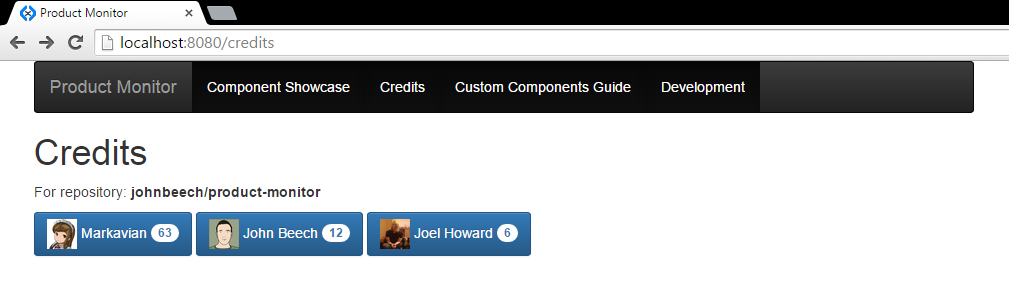 Product Monitor
localhost:8080/credits
Product Monitor Component Showcase Credits Custom Components Guide Development
Credits
For repository: johnbeech/product-monitor
Markavian 63 John Beech 12 Joel Howard 6